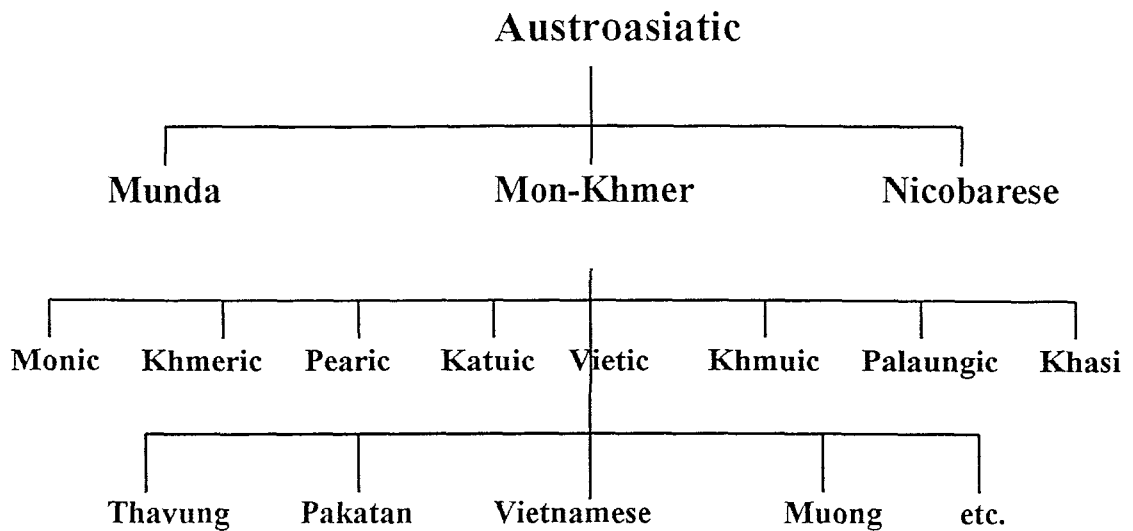 Austroasiatic
Munda Mon-Khmer Nicobarese
Monic Khmeric Pearic Katuic Vietic Khmuic Palaungic Khasi
Thavung Pakatan Vietnamese Muong etc.